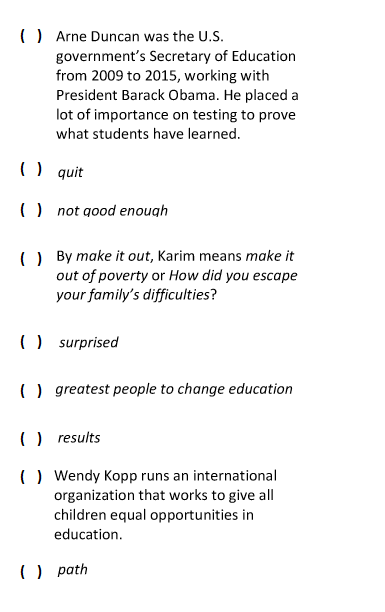 ( ) Arne Duncan was the U.S.
government’s Secretary of Education
from 2009 to 2015, working with
President Barack Obama. He placed a
lot of importance on testing to prove
what students have learned.
( ) quit
( ) not good enough
( ) By make it out, Karim means make it
out of poverty or How did you escape
your family’s difficulties?
( ) surprised
( ) greatest people to change education
( ) results
( ) Wendy Kopp runs an international
organization that works to give all
children equal opportunities in
education.
( ) path